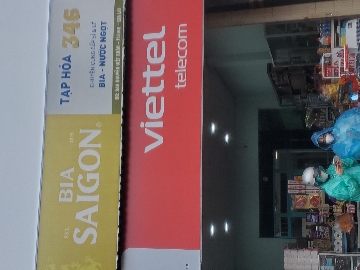 BIA
SAIGON
TẠP HÓA 346
BIA - NƯỚC NGỌT
viettel
telecom